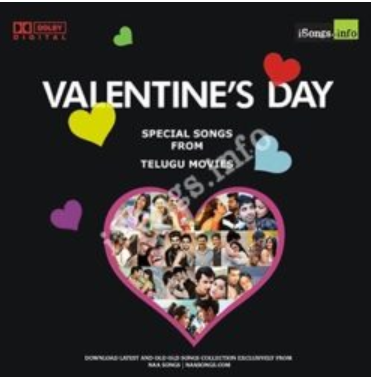 DOLBY
DIGITAL
iSongs.info
VALENTINE'S DAY
SPECIAL SONGS
FROM
TELUGU MOVIES
iSongs.info
DOWNLOAD LATEST AND OLD OLD SONGS COLLECTION EXCLUSIVELY FROM
NAA SONGS | NAASONGS.COM